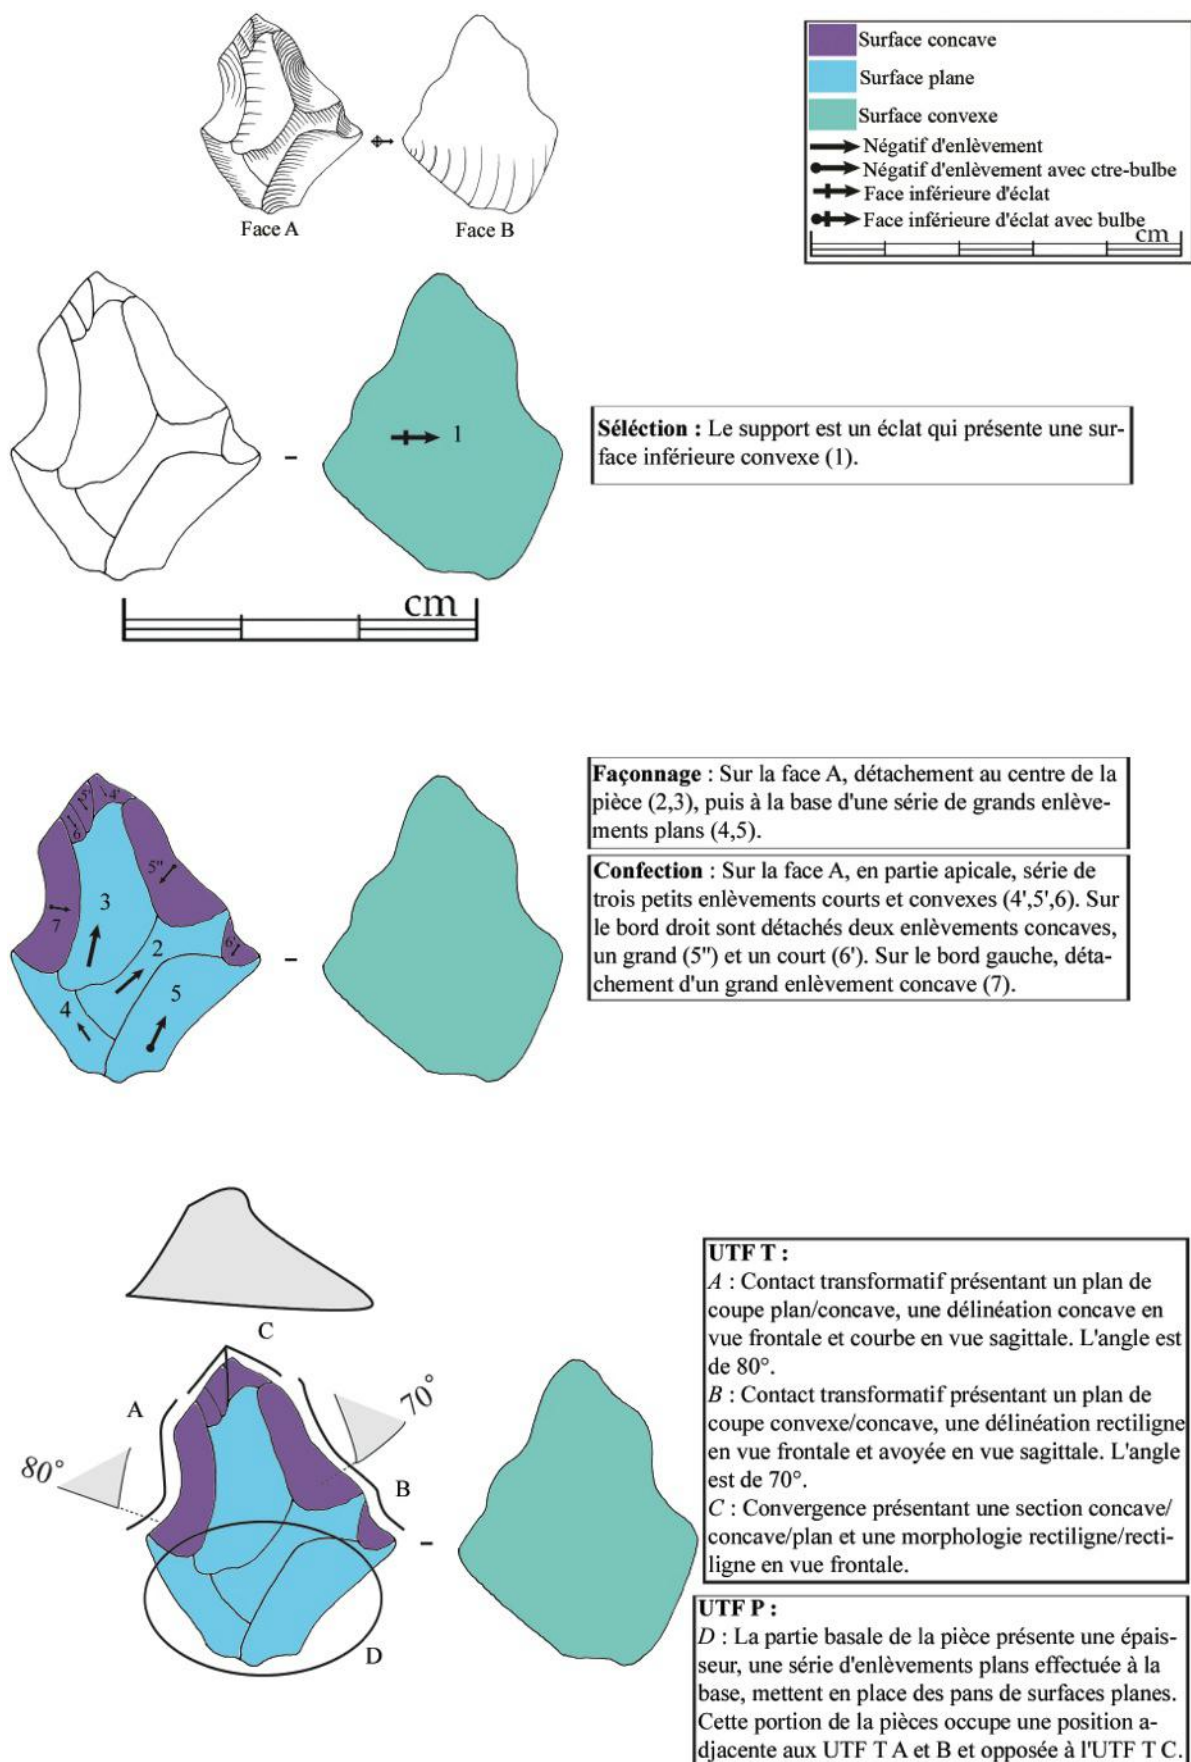 Face A
Face B
Surface concave
Surface plane
Surface convexe
Négatif d'enlèvement
Négatif d'enlèvement avec ctre-bulbe
Face inférieure d'éclat
Face inférieure d'éclat avec bulbe
cm
1
Séléction : Le support est un éclat qui présente une sur-
face inférieure convexe (1).
cm
5'
4'
6
5"
3
7
2
6'
5
4
Façonnage : Sur la face A, détachement au centre de la
pièce (2,3), puis à la base d'une série de grands enlève-
ments plans (4,5).
Confection : Sur la face A, en partie apicale, série de
trois petits enlèvements courts et convexes (4',5',6). Sur
le bord droit sont détachés deux enlèvements concaves,
un grand (5") et un court (6'). Sur le bord gauche, déta-
chement d'un grand enlèvement concave (7).
C
A
70°
80°
B
D
UTF T :
A : Contact transformatif présentant un plan de
coupe plan/concave, une délinéation concave en
vue frontale et courbe en vue sagittale. L'angle est
de 80°.
B : Contact transformatif présentant un plan de
coupe convexe/concave, une délinéation rectiligne
en vue frontale et avoyée en vue sagittale. L'angle
est de 70°.
C : Convergence présentant une section concave/
concave/plan et une morphologie rectiligne/recti-
ligne en vue frontale.
UTF P :
D : La partie basale de la pièce présente une épais-
seur, une série d'enlèvements plans effectuée à la
base, mettent en place des pans de surfaces planes.
Cette portion de la pièces occupe une position a-
djacente aux UTF T A et B et opposée à l'UTF T C.